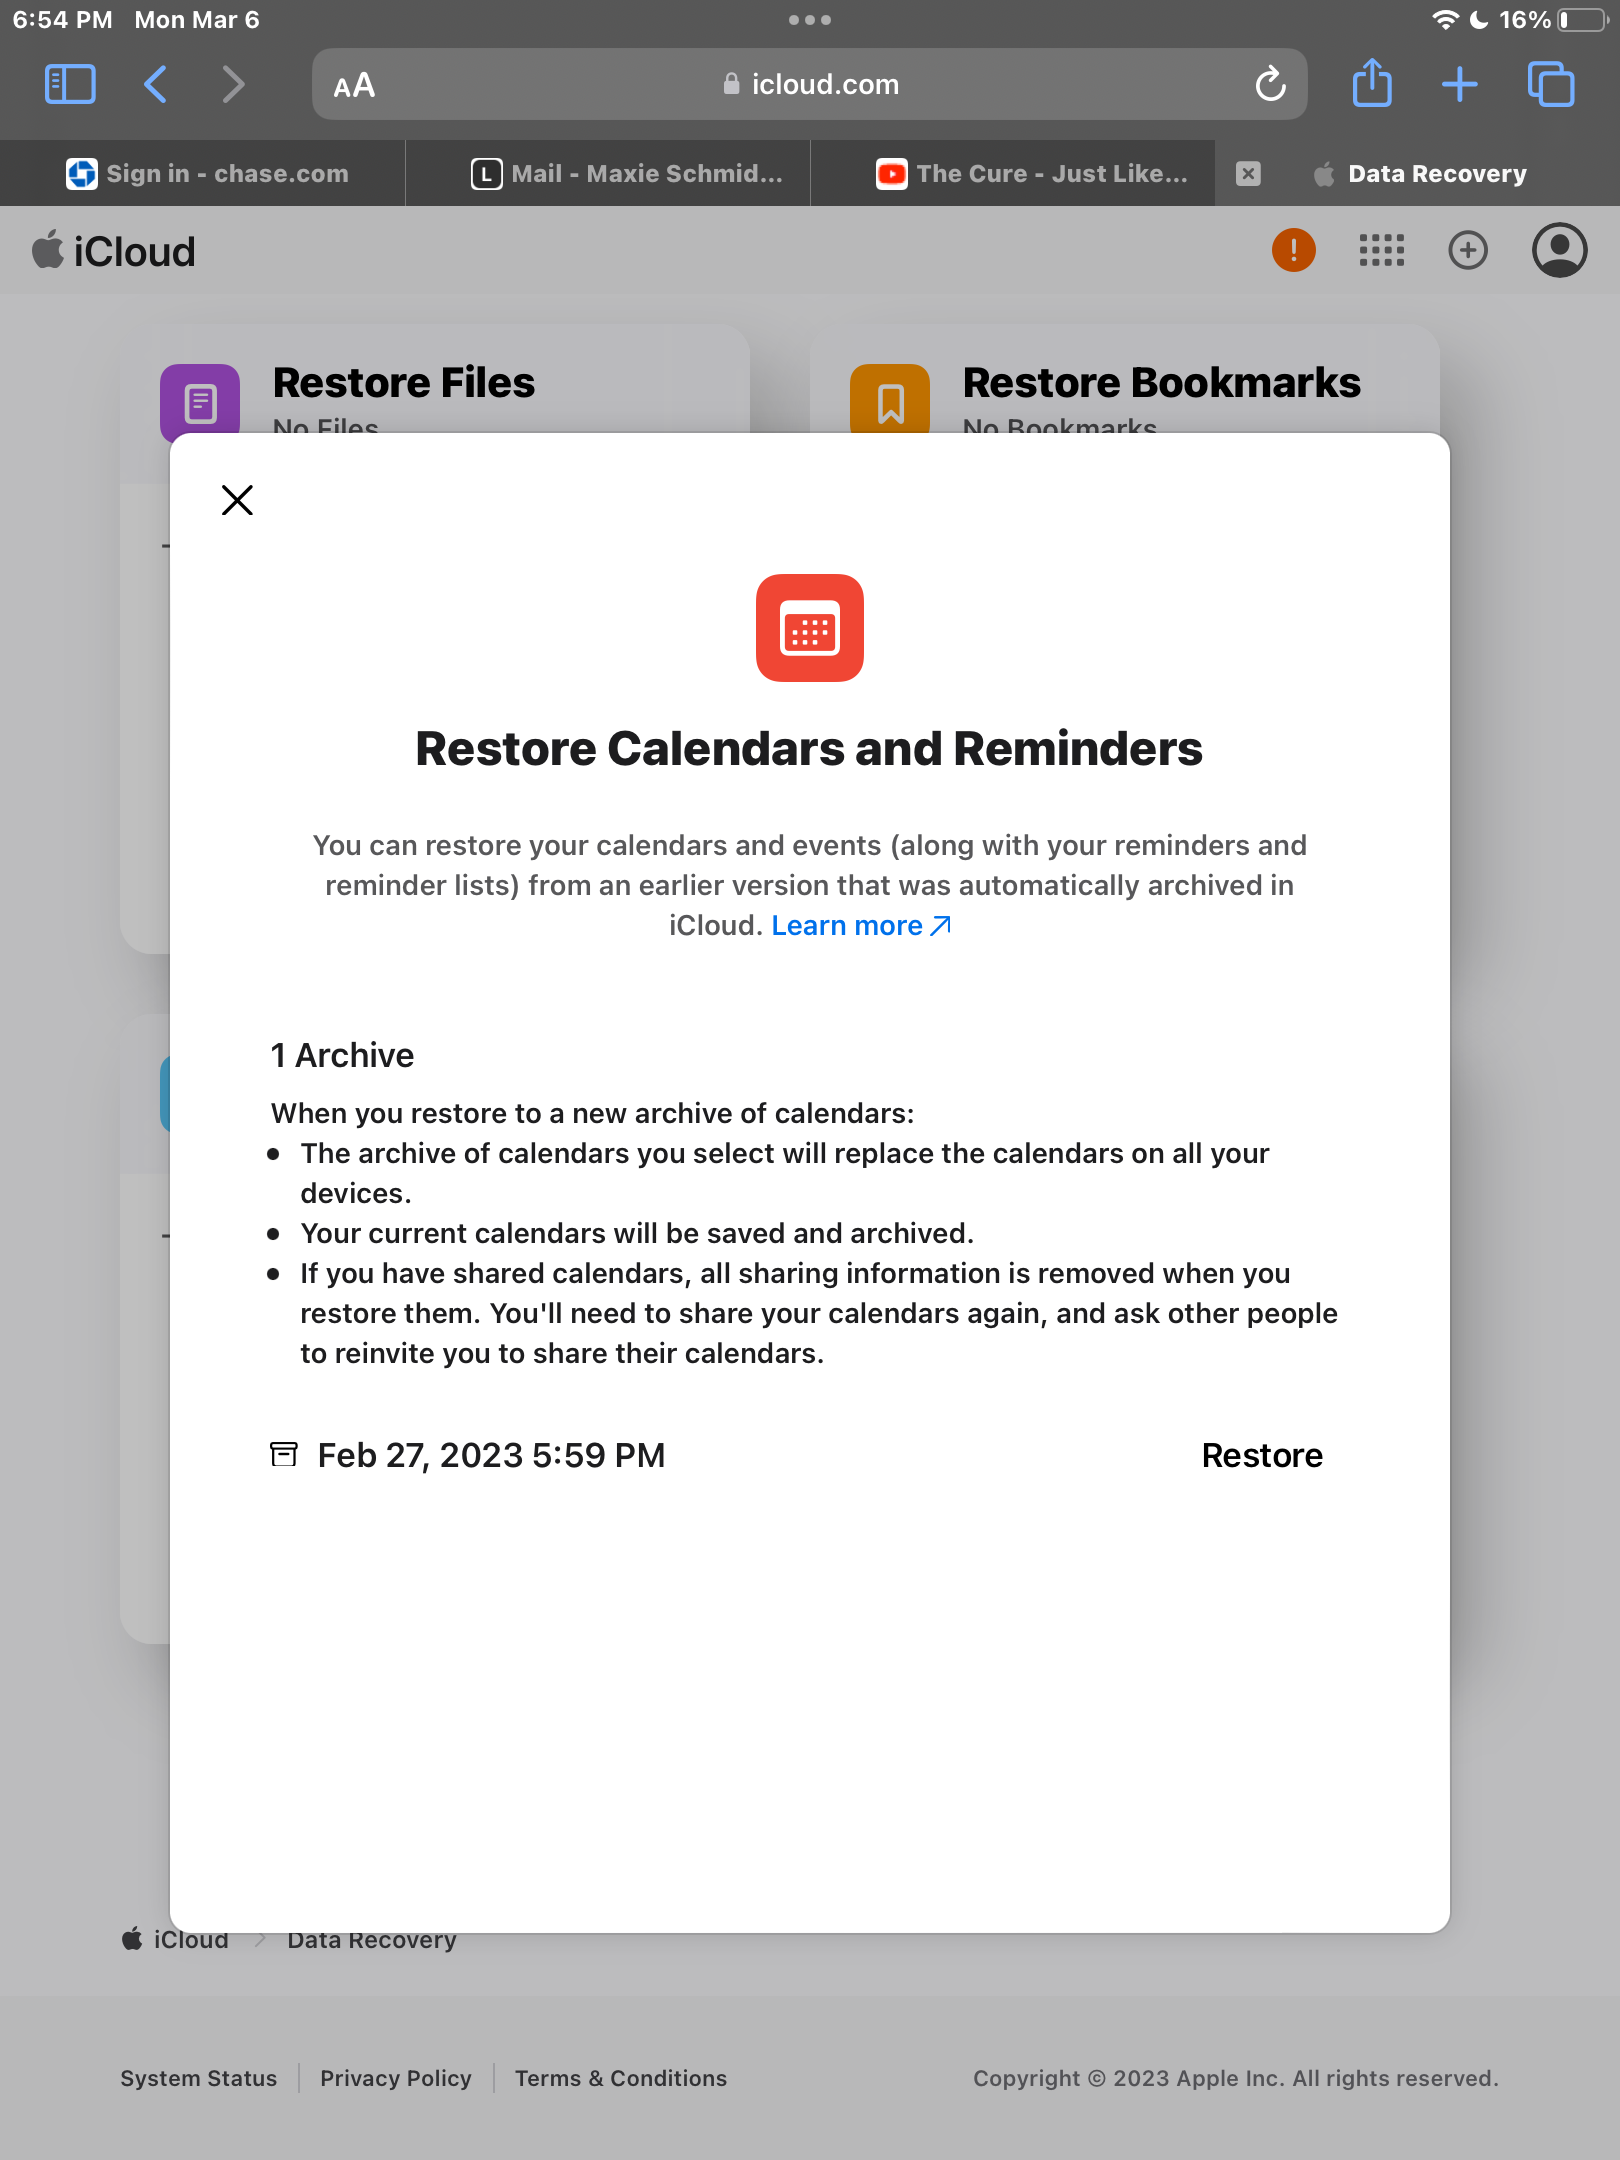 6:54 PM Mon Mar 6
16%
AA
icloud.com
Sign in - chase.com
L
Mail - Maxie Schmid...
The Cure - Just Like...
Data Recovery
iCloud
!
Restore Files
No Files
Restore Bookmarks
No Bookmarks
Restore Calendars and Reminders
You can restore your calendars and events (along with your reminders and
reminder lists) from an earlier version that was automatically archived in
iCloud. Learn more
1 Archive
When you restore to a new archive of calendars:
• The archive of calendars you select will replace the calendars on all your
devices.
• Your current calendars will be saved and archived.
• If you have shared calendars, all sharing information is removed when you
restore them. You'll need to share your calendars again, and ask other people
to reinvite you to share their calendars.
Feb 27, 2023 5:59 PM
Restore
iCloud
Data Recovery
System Status
Privacy Policy
Terms & Conditions
Copyright © 2023 Apple Inc. All rights reserved.